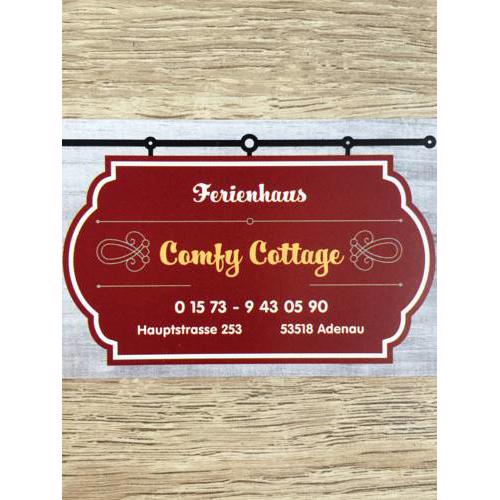 Ferienhaus
Comfy Cottage
0 15 73 - 9 43 05 90
Hauptstrasse 253 53518 Adenau